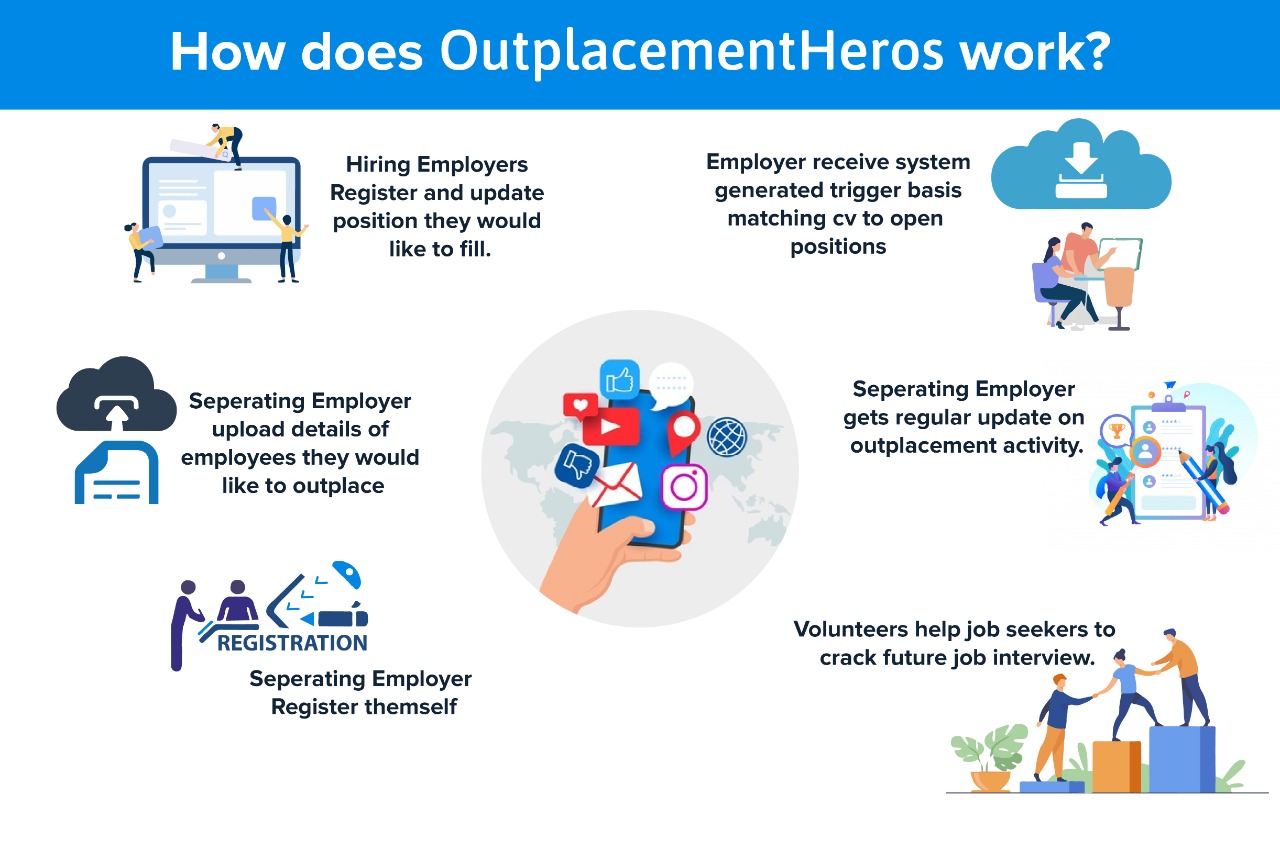 How does OutplacementHeros work?
Hiring Employers
Register and update
position they would
like to fill.
Employer receive system
generated trigger basis
matching cv to open
positions
Seperating Employer
upload details of
employees they would
like to outplace
Seperating Employer
gets regular update on
outplacement activity.
REGISTRATION
Seperating Employer
Register themself
Volunteers help job seekers to
crack future job interview.